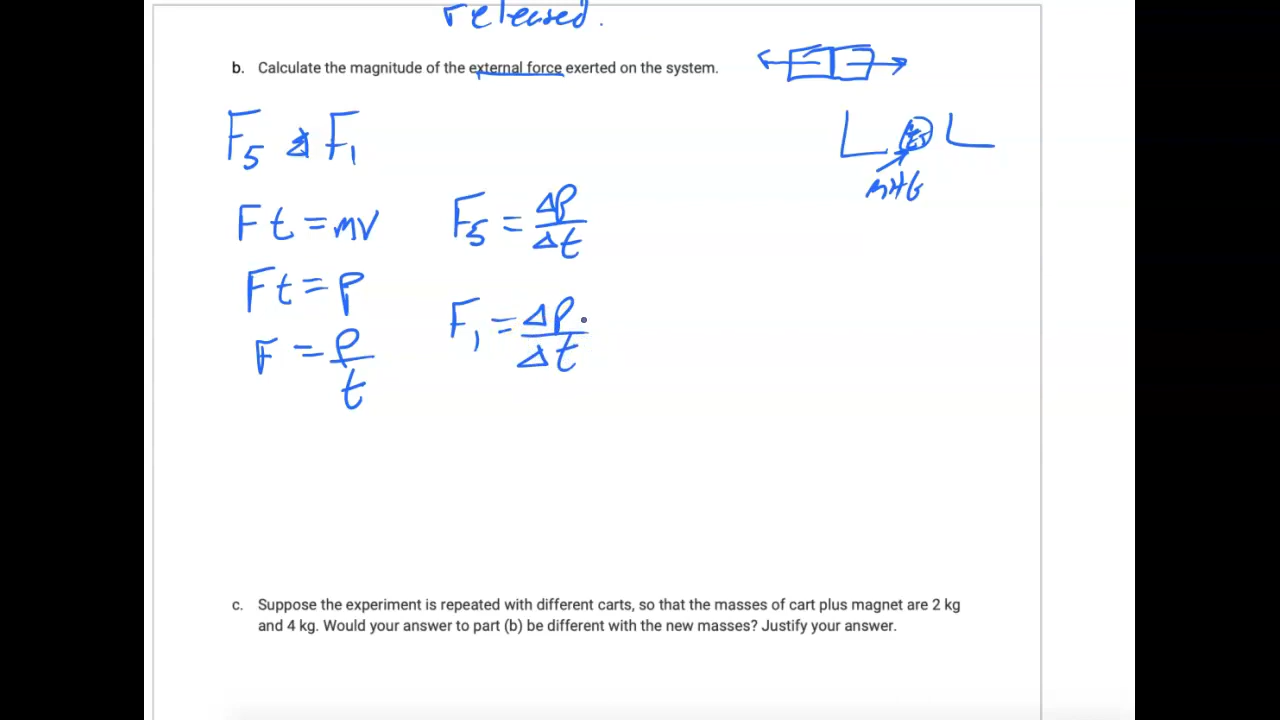 released.
b. Calculate the magnitude of the external force exerted on the system.
F₅ & F₁
Ft = mv
F₅ = Δp/Δt
Ft = p
F₁ = Δp/Δt
F = p/t
c. Suppose the experiment is repeated with different carts, so that the masses of cart plus magnet are 2 kg
and 4 kg. Would your answer to part (b) be different with the new masses? Justify your answer.